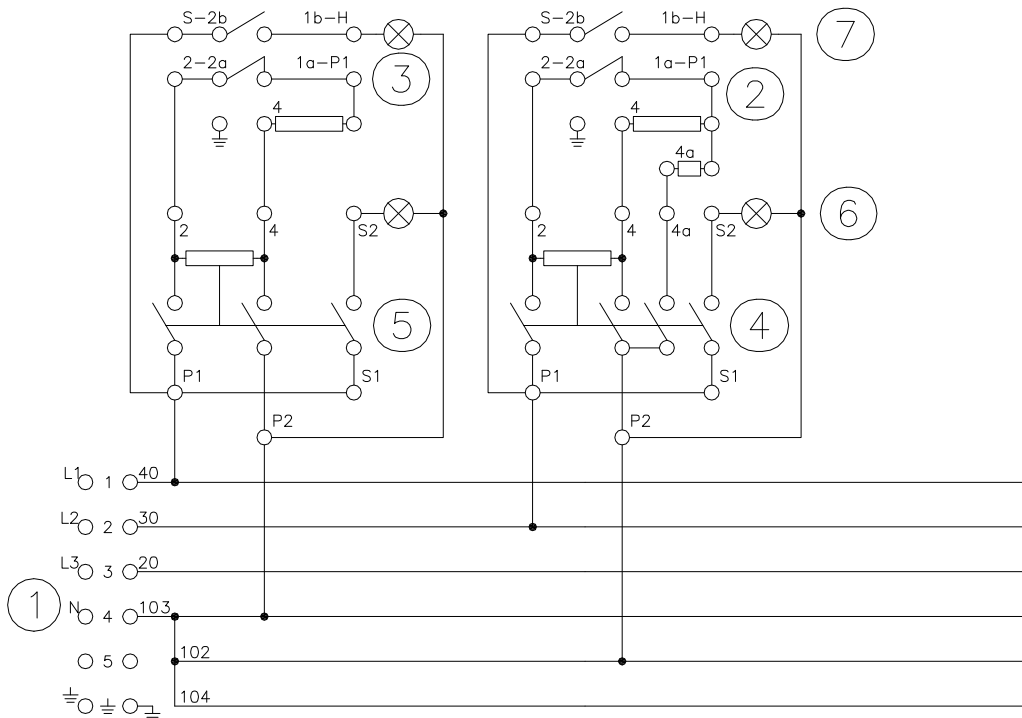 S-2b 1b-H S-2b 1b-H 7
2-2a 1a-P1 3 2-2a 1a-P1 2
4 4
4a
2 4 S2 2 4 4a S2 6
5 4
P1 S1 P1 S1
P2 P2
L1 1 40
L2 2 30
L3 3 20
1 N 4 103
5 102
104